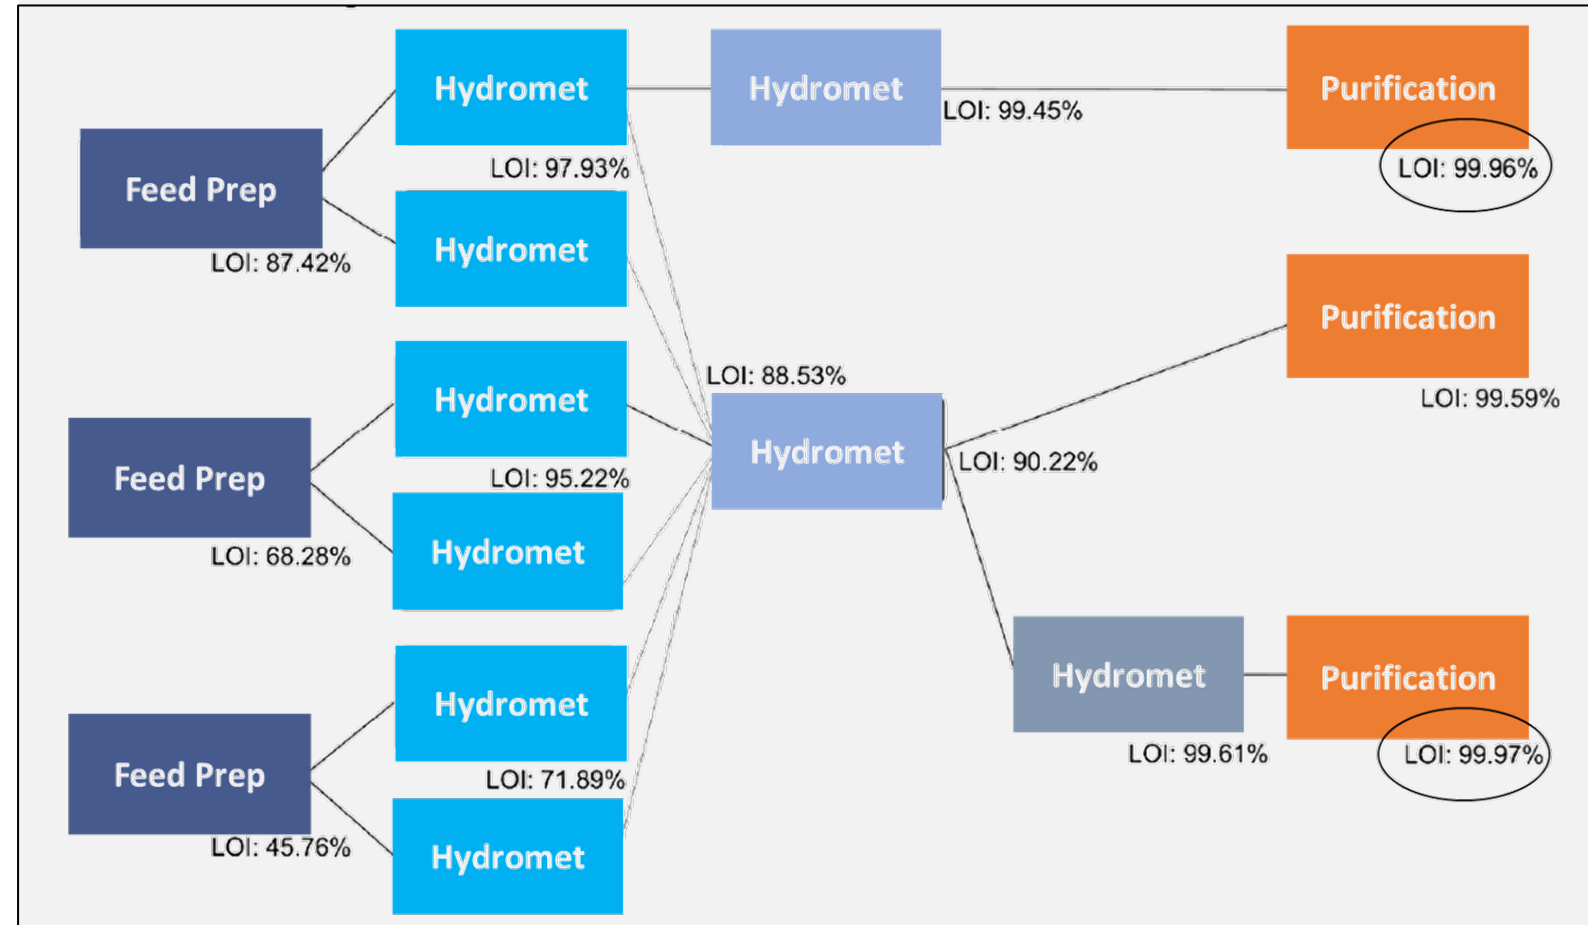 Hydromet
Hydromet
Purification
LOI: 99.45%
LOI: 97.93%
LOI: 99.96%
Feed Prep
LOI: 87.42%
Hydromet
Purification
LOI: 88.53%
LOI: 99.59%
Hydromet
LOI: 95.22%
Hydromet
LOI: 90.22%
Feed Prep
LOI: 68.28%
Hydromet
Hydromet
LOI: 71.89%
Hydromet
LOI: 99.61%
Purification
LOI: 99.97%
Feed Prep
LOI: 45.76%
Hydromet